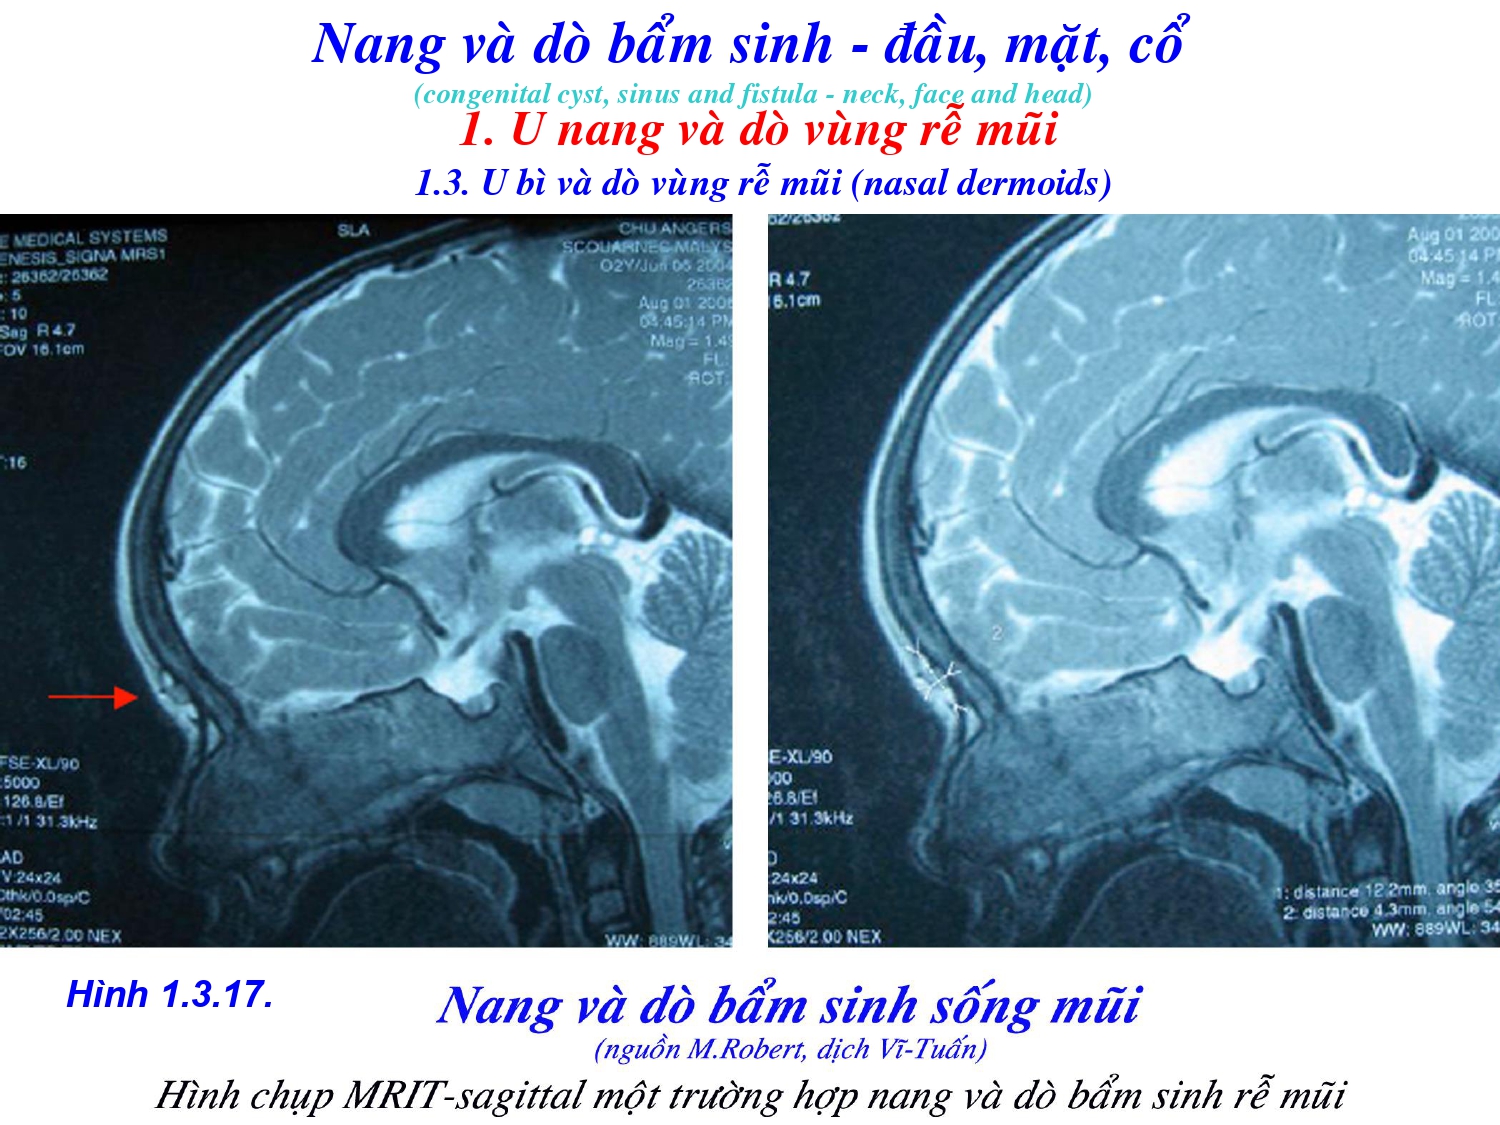 Nang và dò bẩm sinh - đầu, mặt, cổ
(congenital cyst, sinus and fistula - neck, face and head)
1. U nang và dò vùng rễ mũi
1.3. U bì và dò vùng rễ mũi (nasal dermoids)
E MEDICAL SYSTEMS
ENESIS_SIGNA MRS1
: 26362/26362
: 5
: 10
Sag R 4.7
FOV 16.1cm
:16
SLA
CHU ANGERS
SCOUARNEC MALYS
02Y/Jun 06 2004
26362
Aug 01 200
04:45:14 PM
Mag = 1.4
FL:
ROT:
FSE-XL/90
:5000
126.8/Ef
:1/1 31.3kHz
AD
V:24x24
thk/0.0sp/C
/02:45
2X256/2.00 NEX
WW: 889WL: 34
62/26362
R 4.7
6.1cm
Aug 01 200
04:45:14 PM
Mag = 1.4
FL
ROT:
2
E-XL/90
00
6.8/Ef
/1 31.3kHz
24x24
hk/0.0sp/C
2:45
X256/2.00 NEX
1: distance 12.2mm, angle 35
2: distance 4.3mm, angle 54
WW: 889WL: 34
Hình 1.3.17.
Nang và dò bẩm sinh sống mũi
(nguồn M.Robert, dịch Vĩ-Tuấn)
Hình chụp MRIT-sagittal một trường hợp nang và dò bẩm sinh rễ mũi